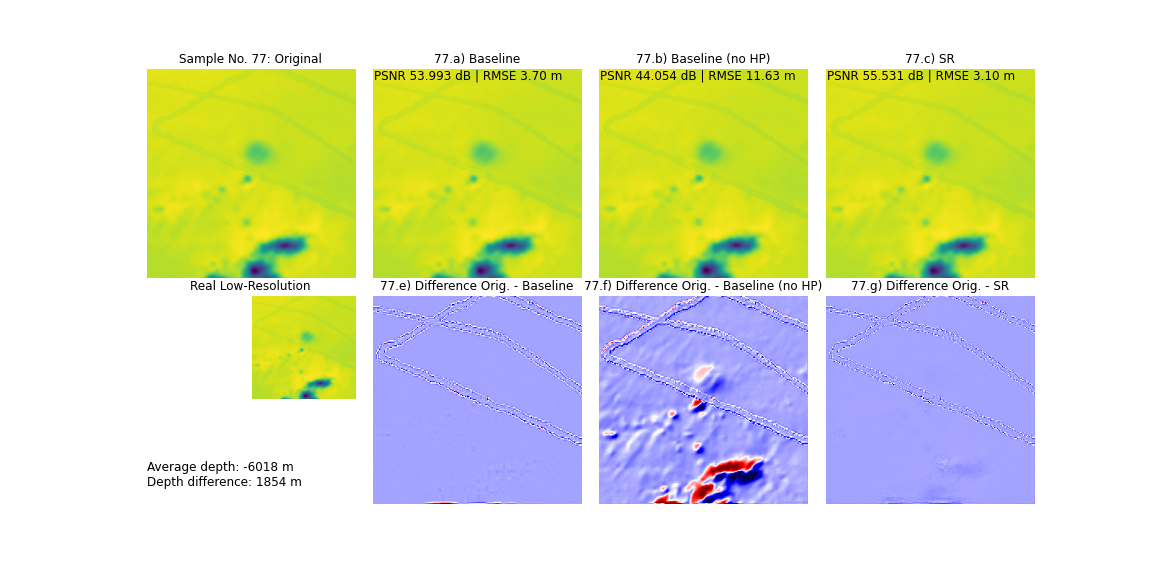 Sample No. 77: Original
77.a) Baseline
77.b) Baseline (no HP)
77.c) SR
PSNR 53.993 dB | RMSE 3.70 m
PSNR 44.054 dB | RMSE 11.63 m
PSNR 55.531 dB | RMSE 3.10 m
Real Low-Resolution
77.e) Difference Orig. - Baseline
77.f) Difference Orig. - Baseline (no HP)
77.g) Difference Orig. - SR
Average depth: -6018 m
Depth difference: 1854 m